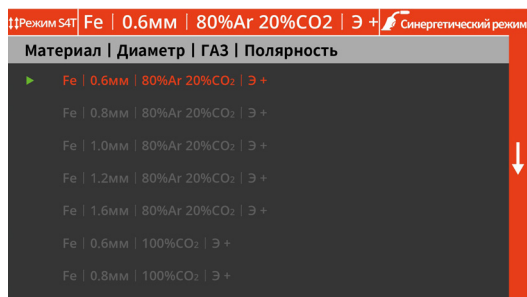 Режим S4T Fe | 0.6мм | 80%Ar 20%CO2 | Э + Синергетический режим
Материал | Диаметр | ГАЗ | Полярность
Fe | 0.6мм | 80%Ar 20%CO₂ | Э +
Fe | 0.8мм | 80%Ar 20%CO₂ | Э +
Fe | 1.0мм | 80%Ar 20%CO₂ | Э +
Fe | 1.2мм | 80%Ar 20%CO₂ | Э +
Fe | 1.6мм | 80%Ar 20%CO₂ | Э +
Fe | 0.6мм | 100%CO₂ | Э +
Fe | 0.8мм | 100%CO₂ | Э +